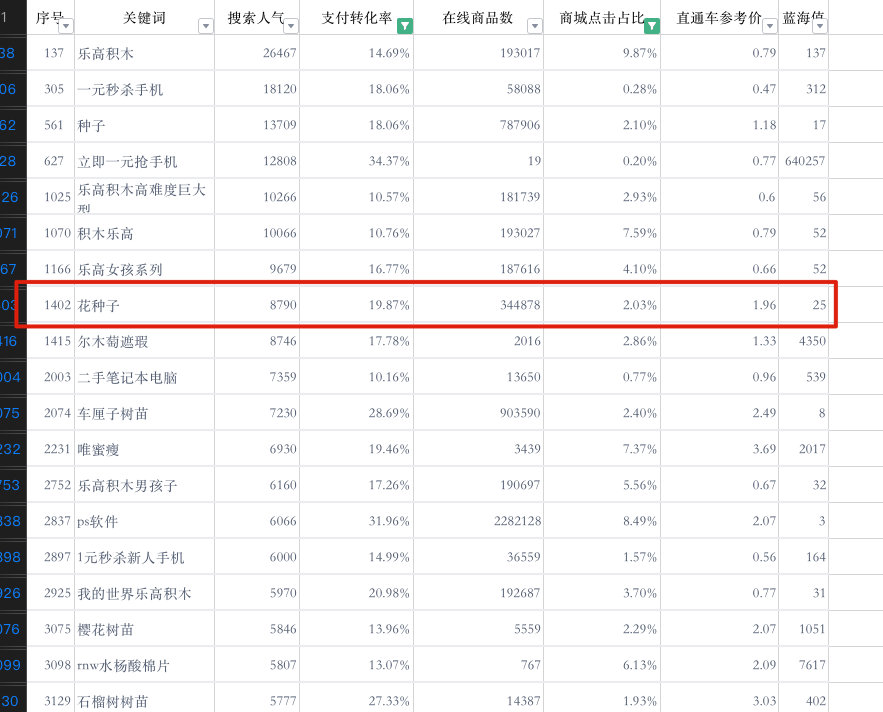 1 序号 关键词 搜索人气 支付转化率 在线商品数 商城点击占比 直通车参考价 蓝海值
38 137 乐高积木 26467 14.69% 193017 9.87% 0.79 137
06 305 一元秒杀手机 18120 18.06% 58088 0.28% 0.47 312
62 561 种子 13709 18.06% 787906 2.10% 1.18 17
28 627 立即一元抢手机 12808 34.37% 19 0.20% 0.77 640257
26 1025 乐高积木高难度巨大 10266 10.57% 181739 2.93% 0.6 56
型
071 1070 积木乐高 10066 10.76% 193027 7.59% 0.79 52
67 1166 乐高女孩系列 9679 16.77% 187616 4.10% 0.66 52
03 1402 花种子 8790 19.87% 344878 2.03% 1.96 25
416 1415 尔木萄遮瑕 8746 17.78% 2016 2.86% 1.33 4350
004 2003 二手笔记本电脑 7359 10.16% 13650 0.77% 0.96 539
075 2074 车厘子树苗 7230 28.69% 903590 2.40% 2.49 8
232 2231 唯蜜瘦 6930 19.46% 3439 7.37% 3.69 2017
753 2752 乐高积木男孩子 6160 17.26% 190697 5.56% 0.67 32
838 2837 ps软件 6066 31.96% 2282128 8.49% 2.07 3
898 2897 1元秒杀新人手机 6000 14.99% 36559 1.57% 0.56 164
926 2925 我的世界乐高积木 5970 20.98% 192687 3.70% 0.77 31
076 3075 樱花树苗 5846 13.96% 5559 2.29% 2.07 1051
099 3098 rnw水杨酸棉片 5807 13.07% 767 6.13% 2.09 7617
30 3129 石榴树树苗 5777 27.33% 14387 1.93% 3.03 402